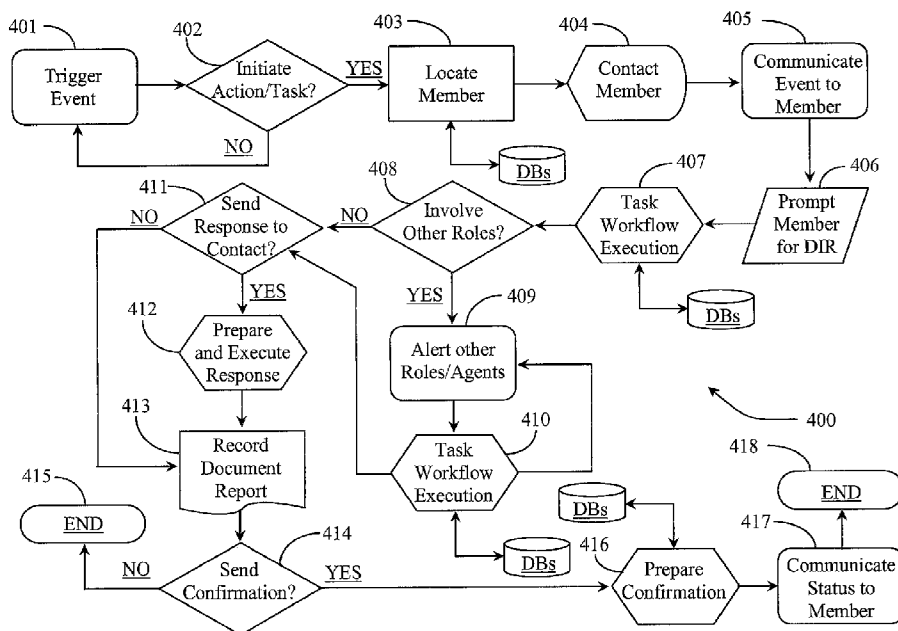 401
Trigger
Event
402
Initiate
Action/Task?
YES
NO
403
Locate
Member
DBs
404
Contact
Member
405
Communicate
Event to
Member
406
Prompt
Member
for DIR
407
Task
Workflow
Execution
DBs
408
Involve
Other Roles?
NO
YES
409
Alert other
Roles/Agents
410
Task
Workflow
Execution
DBs
411
Send
Response to
Contact?
NO
YES
412
Prepare
and Execute
Response
413
Record
Document
Report
414
Send
Confirmation?
NO
YES
415
END
416
Prepare
Confirmation
DBs
417
Communicate
Status to
Member
418
END
400